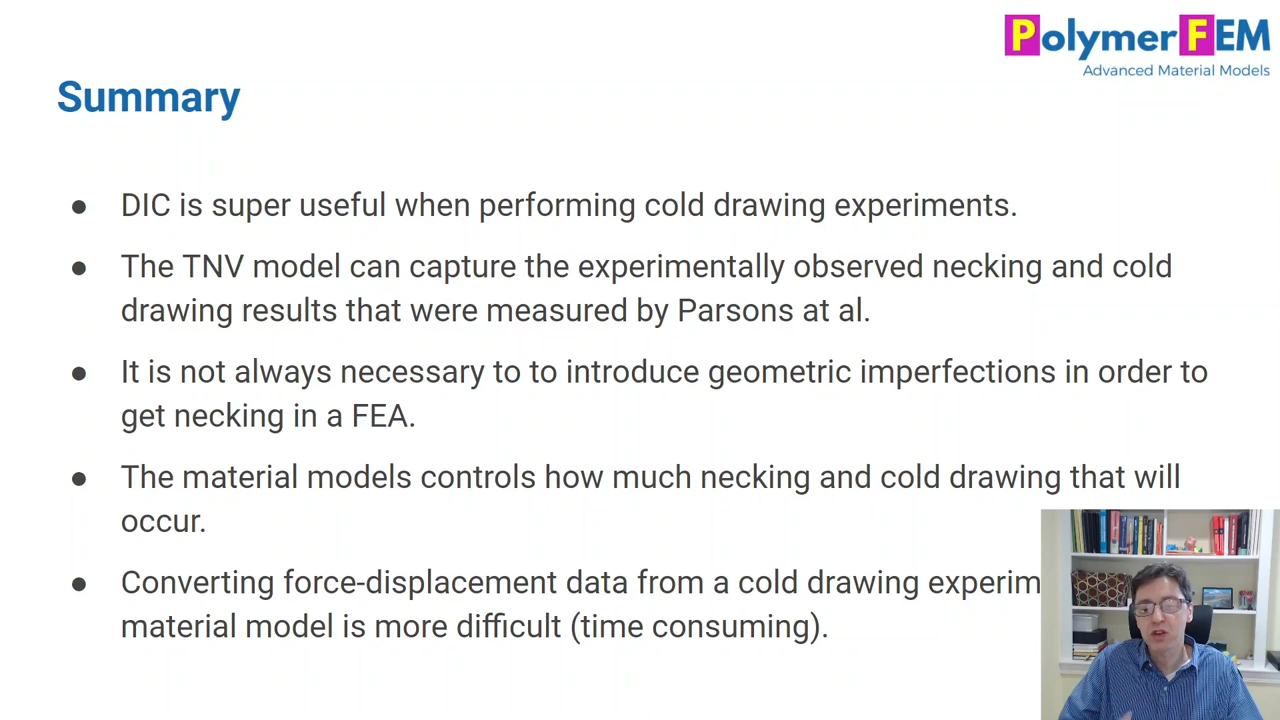 PolymerFEM
Advanced Material Models
Summary
● DIC is super useful when performing cold drawing experiments.
● The TNV model can capture the experimentally observed necking and cold
drawing results that were measured by Parsons at al.
● It is not always necessary to to introduce geometric imperfections in order to
get necking in a FEA.
● The material models controls how much necking and cold drawing that will
occur.
● Converting force-displacement data from a cold drawing experim
material model is more difficult (time consuming).